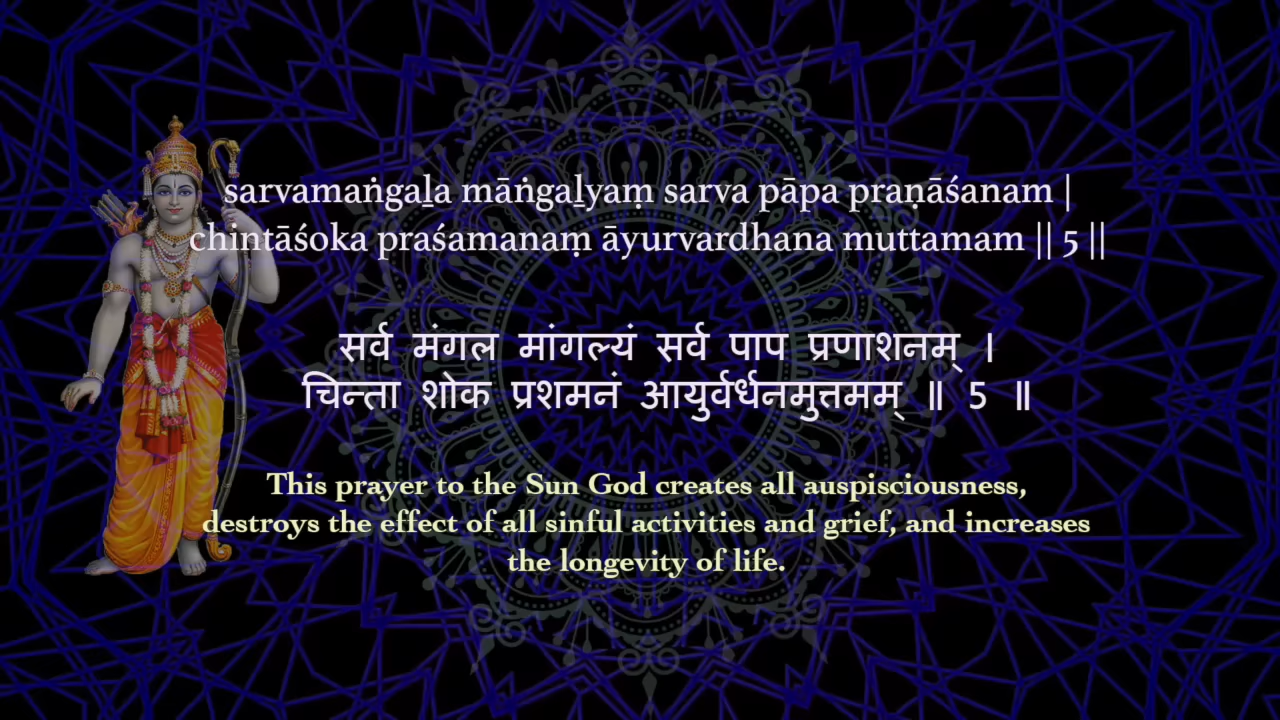 sarvamaṅgaḻa māṅgaḻyaṃ sarva pāpa praṇāśanam |
chintāśoka praśamanaṃ āyurvardhana muttamam || 5 ||
सर्व मंगल मांगल्यं सर्व पाप प्रणाशनम् ।
चिन्ता शोक प्रशमनं आयुर्वर्धनमुत्तमम् ॥ 5 ॥
This prayer to the Sun God creates all auspisciousness,
destroys the effect of all sinful activities and grief, and increases
the longevity of life.